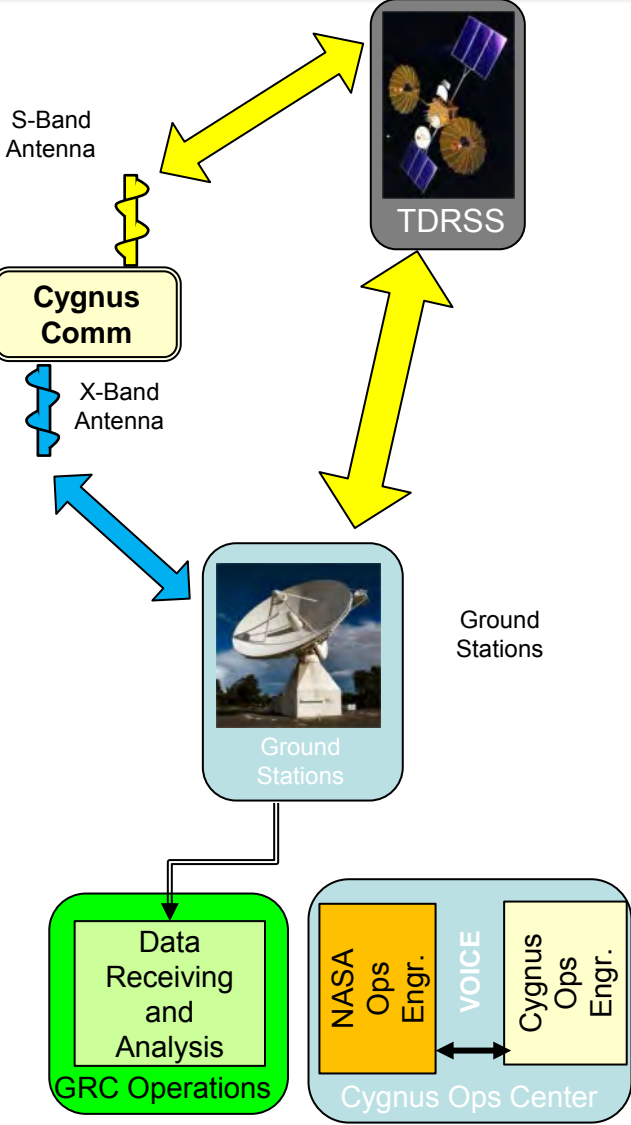 S-Band
Antenna
TDRSS
Cygnus
Comm
X-Band
Antenna
Ground
Stations
Ground
Stations
Data
Receiving
and
Analysis
GRC Operations
NASA
Ops
Engr.
VOICE
Cygnus
Ops
Engr.
Cygnus Ops Center